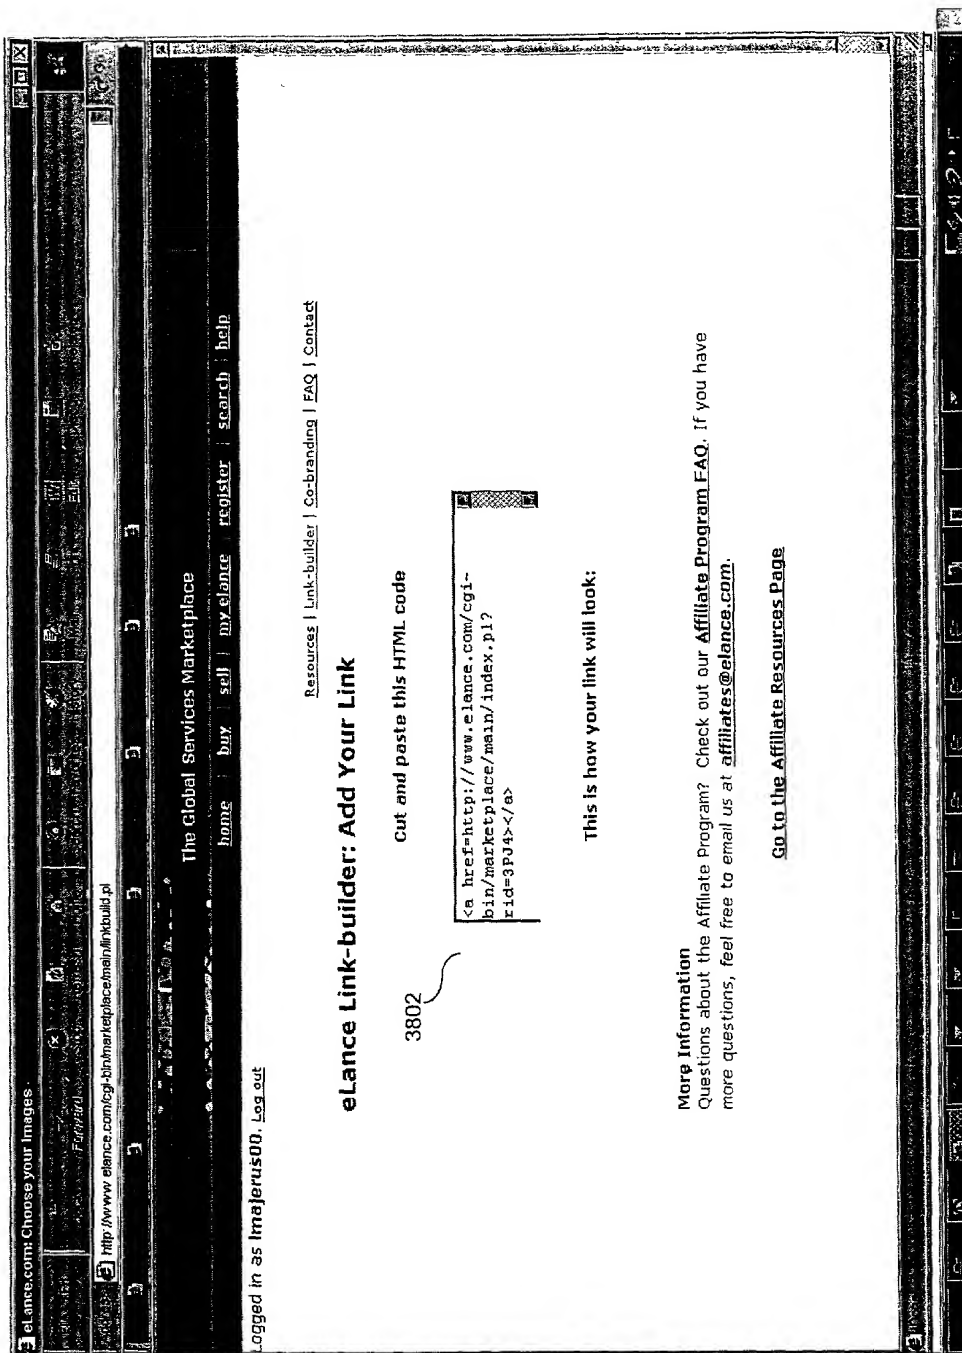 eLance.com: Choose your Images
Forward
Edit
http://www elance.com/cgi-bin/marketplace/main/linkbuild.pl
The Global Services Marketplace
home | buy | sell | my elance | register | search | help
Logged in as lmajerus00. Log out
Resources | Link-builder | Co-branding | FAQ | Contact
eLance Link-builder: Add Your Link
Cut and paste this HTML code
<a href=http://www.elance.com/cgi-
bin/marketplace/main/index.pl?
rid=3PJ4></a>
3802
This is how your link will look:
More Information
Questions about the Affiliate Program? Check out our Affiliate Program FAQ. If you have
more questions, feel free to email us at affiliates@elance.com.
Go to the Affiliate Resources Page